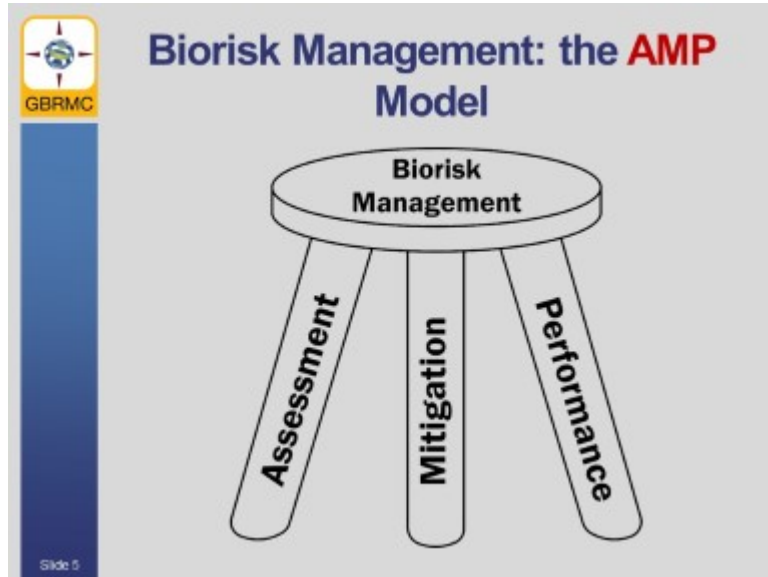 GBRMC
Biorisk Management: the AMP
Model
Biorisk
Management
Assessment
Mitigation
Performance
Slide 5